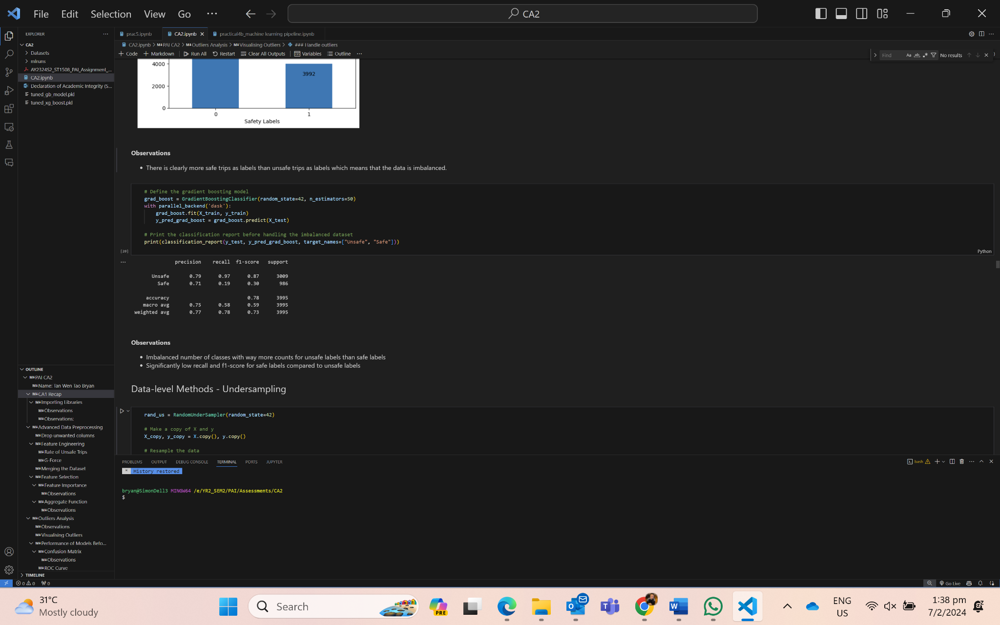 File Edit Selection View Go ··· CA2
EXPLORER ···
CA2
Datasets
mlruns
AY2324S2_ST1508_PAI_Assignment_...
CA2.ipynb
Declaration of Academic Integrity (S...
tuned_gb_model.pkl
tuned_xg_boost.pkl
OUTLINE
M↓PAI CA2
M↓Name: Tan Wen Tao Bryan
M↓CA1 Recap
M↓Importing Libraries
M↓Observations
M↓Observations:
M↓Advanced Data Preprocessing
M↓Drop unwanted columns
M↓Feature Engineering
M↓Rate of Unsafe Trips
M↓G-Force
M↓Merging the Dataset
M↓Feature Selection
M↓Feature Importance
M↓Observations
M↓Aggregate Function
M↓Observations
M↓Outliers Analysis
M↓Observations
M↓Visualising Outliers
M↓Performance of Models Befo...
M↓Confusion Matrix
M↓Observations
M↓ROC Curve
TIMELINE
prac5.ipynb CA2.ipynb practical4b_machine learning pipeline.ipynb
CA2.ipynb > M↓PAI CA2 > M↓Outliers Analysis > M↓Visualising Outliers > ### Handle outliers
+ Code + Markdown Run All Restart Clear All Outputs Variables Outline ···
Find Aa ab .* No results
4000
3992
2000
0
0 1
Safety Labels
Observations
• There is clearly more safe trips as labels than unsafe trips as labels which means that the data is imbalanced.
# Define the gradient boosting model
grad_boost = GradientBoostingClassifier(random_state=42, n_estimators=50)
with parallel_backend('dask'):
grad_boost.fit(X_train, y_train)
y_pred_grad_boost = grad_boost.predict(X_test)
# Print the classification report before handling the imbalanced dataset
print(classification_report(y_test, y_pred_grad_boost, target_names=["Unsafe", "Safe"]))
[20] Python
... precision recall f1-score support
Unsafe 0.79 0.97 0.87 3009
Safe 0.71 0.19 0.30 986
accuracy 0.78 3995
macro avg 0.75 0.58 0.59 3995
weighted avg 0.77 0.78 0.73 3995
Observations
• Imbalanced number of classes with way more counts for unsafe labels than safe labels
• Significantly low recall and f1-score for safe labels compared to unsafe labels
Data-level Methods - Undersampling
rand_us = RandomUnderSampler(random_state=42)
# Make a copy of X and y
X_copy, y_copy = X.copy(), y.copy()
# Resample the data
PROBLEMS OUTPUT DEBUG CONSOLE TERMINAL PORTS JUPYTER bash
* History restored
bryan@SimonDell3 MINGW64 /e/YR2_SEM2/PAI/Assessments/CA2
$
0 0 0 Go Live
31°C
Mostly cloudy
Search
PRE
ENG
US
1:38 pm
7/2/2024